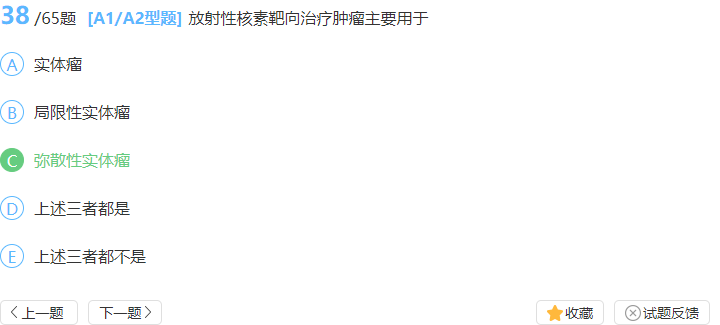 38 /65题 [A1/A2型题] 放射性核素靶向治疗肿瘤主要用于
A 实体瘤
B 局限性实体瘤
C 弥散性实体瘤
D 上述三者都是
E 上述三者都不是
上一题 下一题 收藏 试题反馈